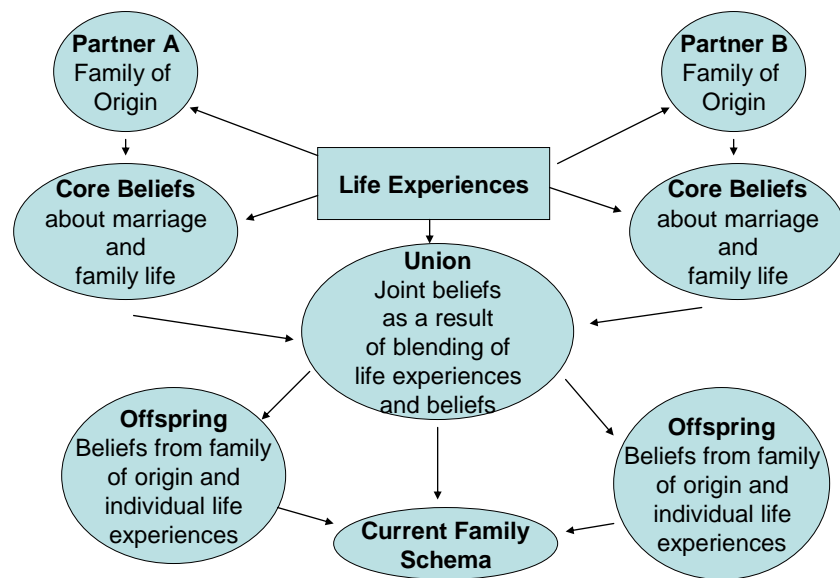 Partner A
Family of
Origin
Partner B
Family of
Origin
Life Experiences
Core Beliefs
about marriage
and
family life
Core Beliefs
about marriage
and
family life
Union
Joint beliefs
as a result
of blending of
life experiences
and beliefs
Offspring
Beliefs from family
of origin and
individual life
experiences
Offspring
Beliefs from family
of origin and
individual life
experiences
Current Family
Schema